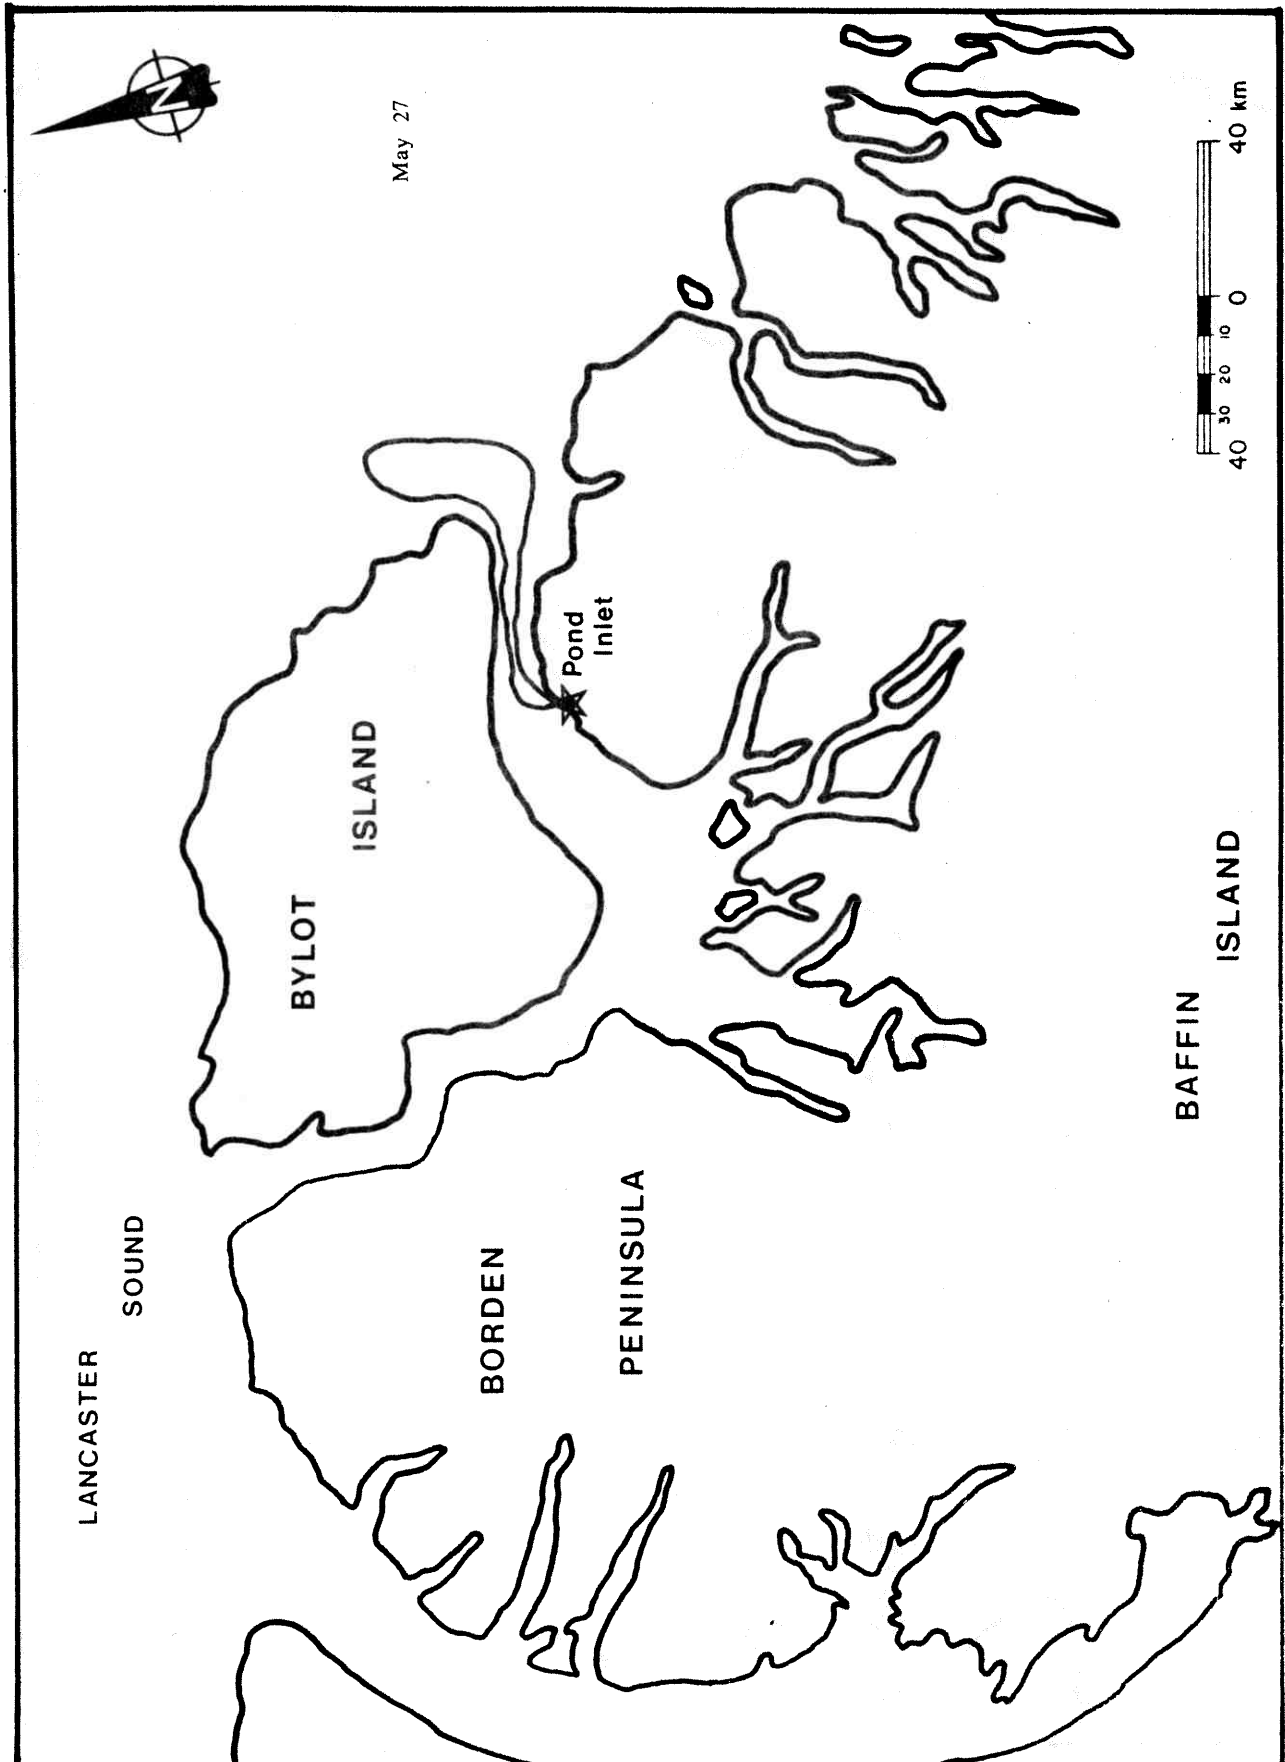 N
May 27
LANCASTER
SOUND
BYLOT
ISLAND
Pond
Inlet
BORDEN
PENINSULA
BAFFIN
ISLAND
40 30 20 10 0 40 km